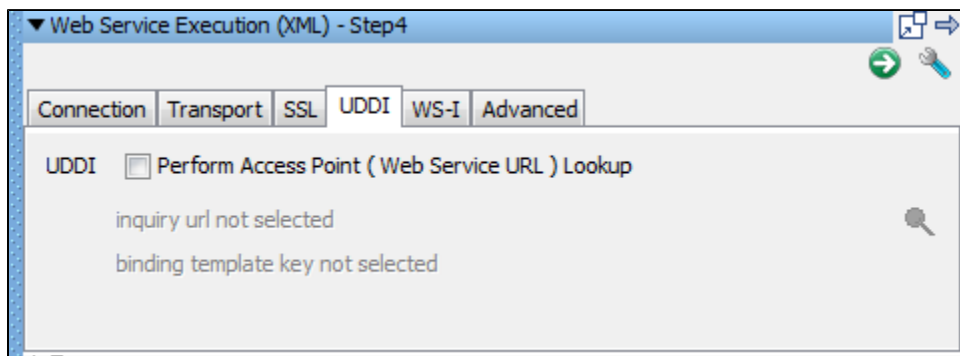 Web Service Execution (XML) - Step4
Connection Transport SSL UDDI WS-I Advanced
UDDI Perform Access Point ( Web Service URL ) Lookup
inquiry url not selected
binding template key not selected